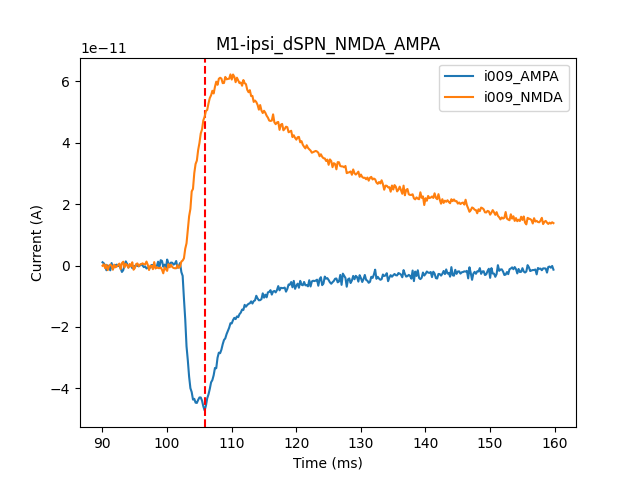 M1-ipsi_dSPN_NMDA_AMPA
1e−11
i009_AMPA
i009_NMDA
6
4
2
0
−2
−4
Current (A)
90 100 110 120 130 140 150 160
Time (ms)